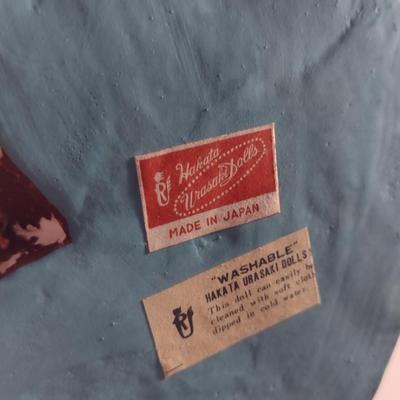 Hakata
Urasaki Dolls
MADE IN JAPAN
"WASHABLE"
HAKATA URASAKI DOLLS
This doll can easily be
cleaned with soft cloth
dipped in cold water.